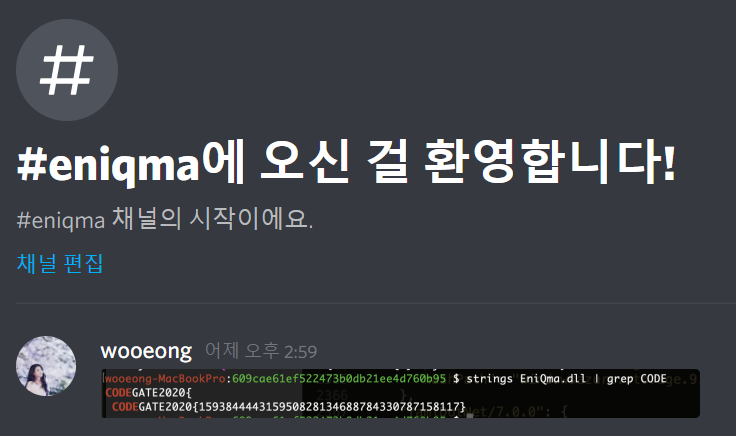 #eniqma에 오신 걸 환영합니다!
#eniqma 채널의 시작이에요.
채널 편집
wooeong 어제 오후 2:59
wooeong-MacBookPro:609cae61ef522473b0db21ee4d760b95 $ strings EniQma.dll | grep CODE
CODEGATE2020{
CODEGATE2020{15938444431595082813468878433078715811​7}